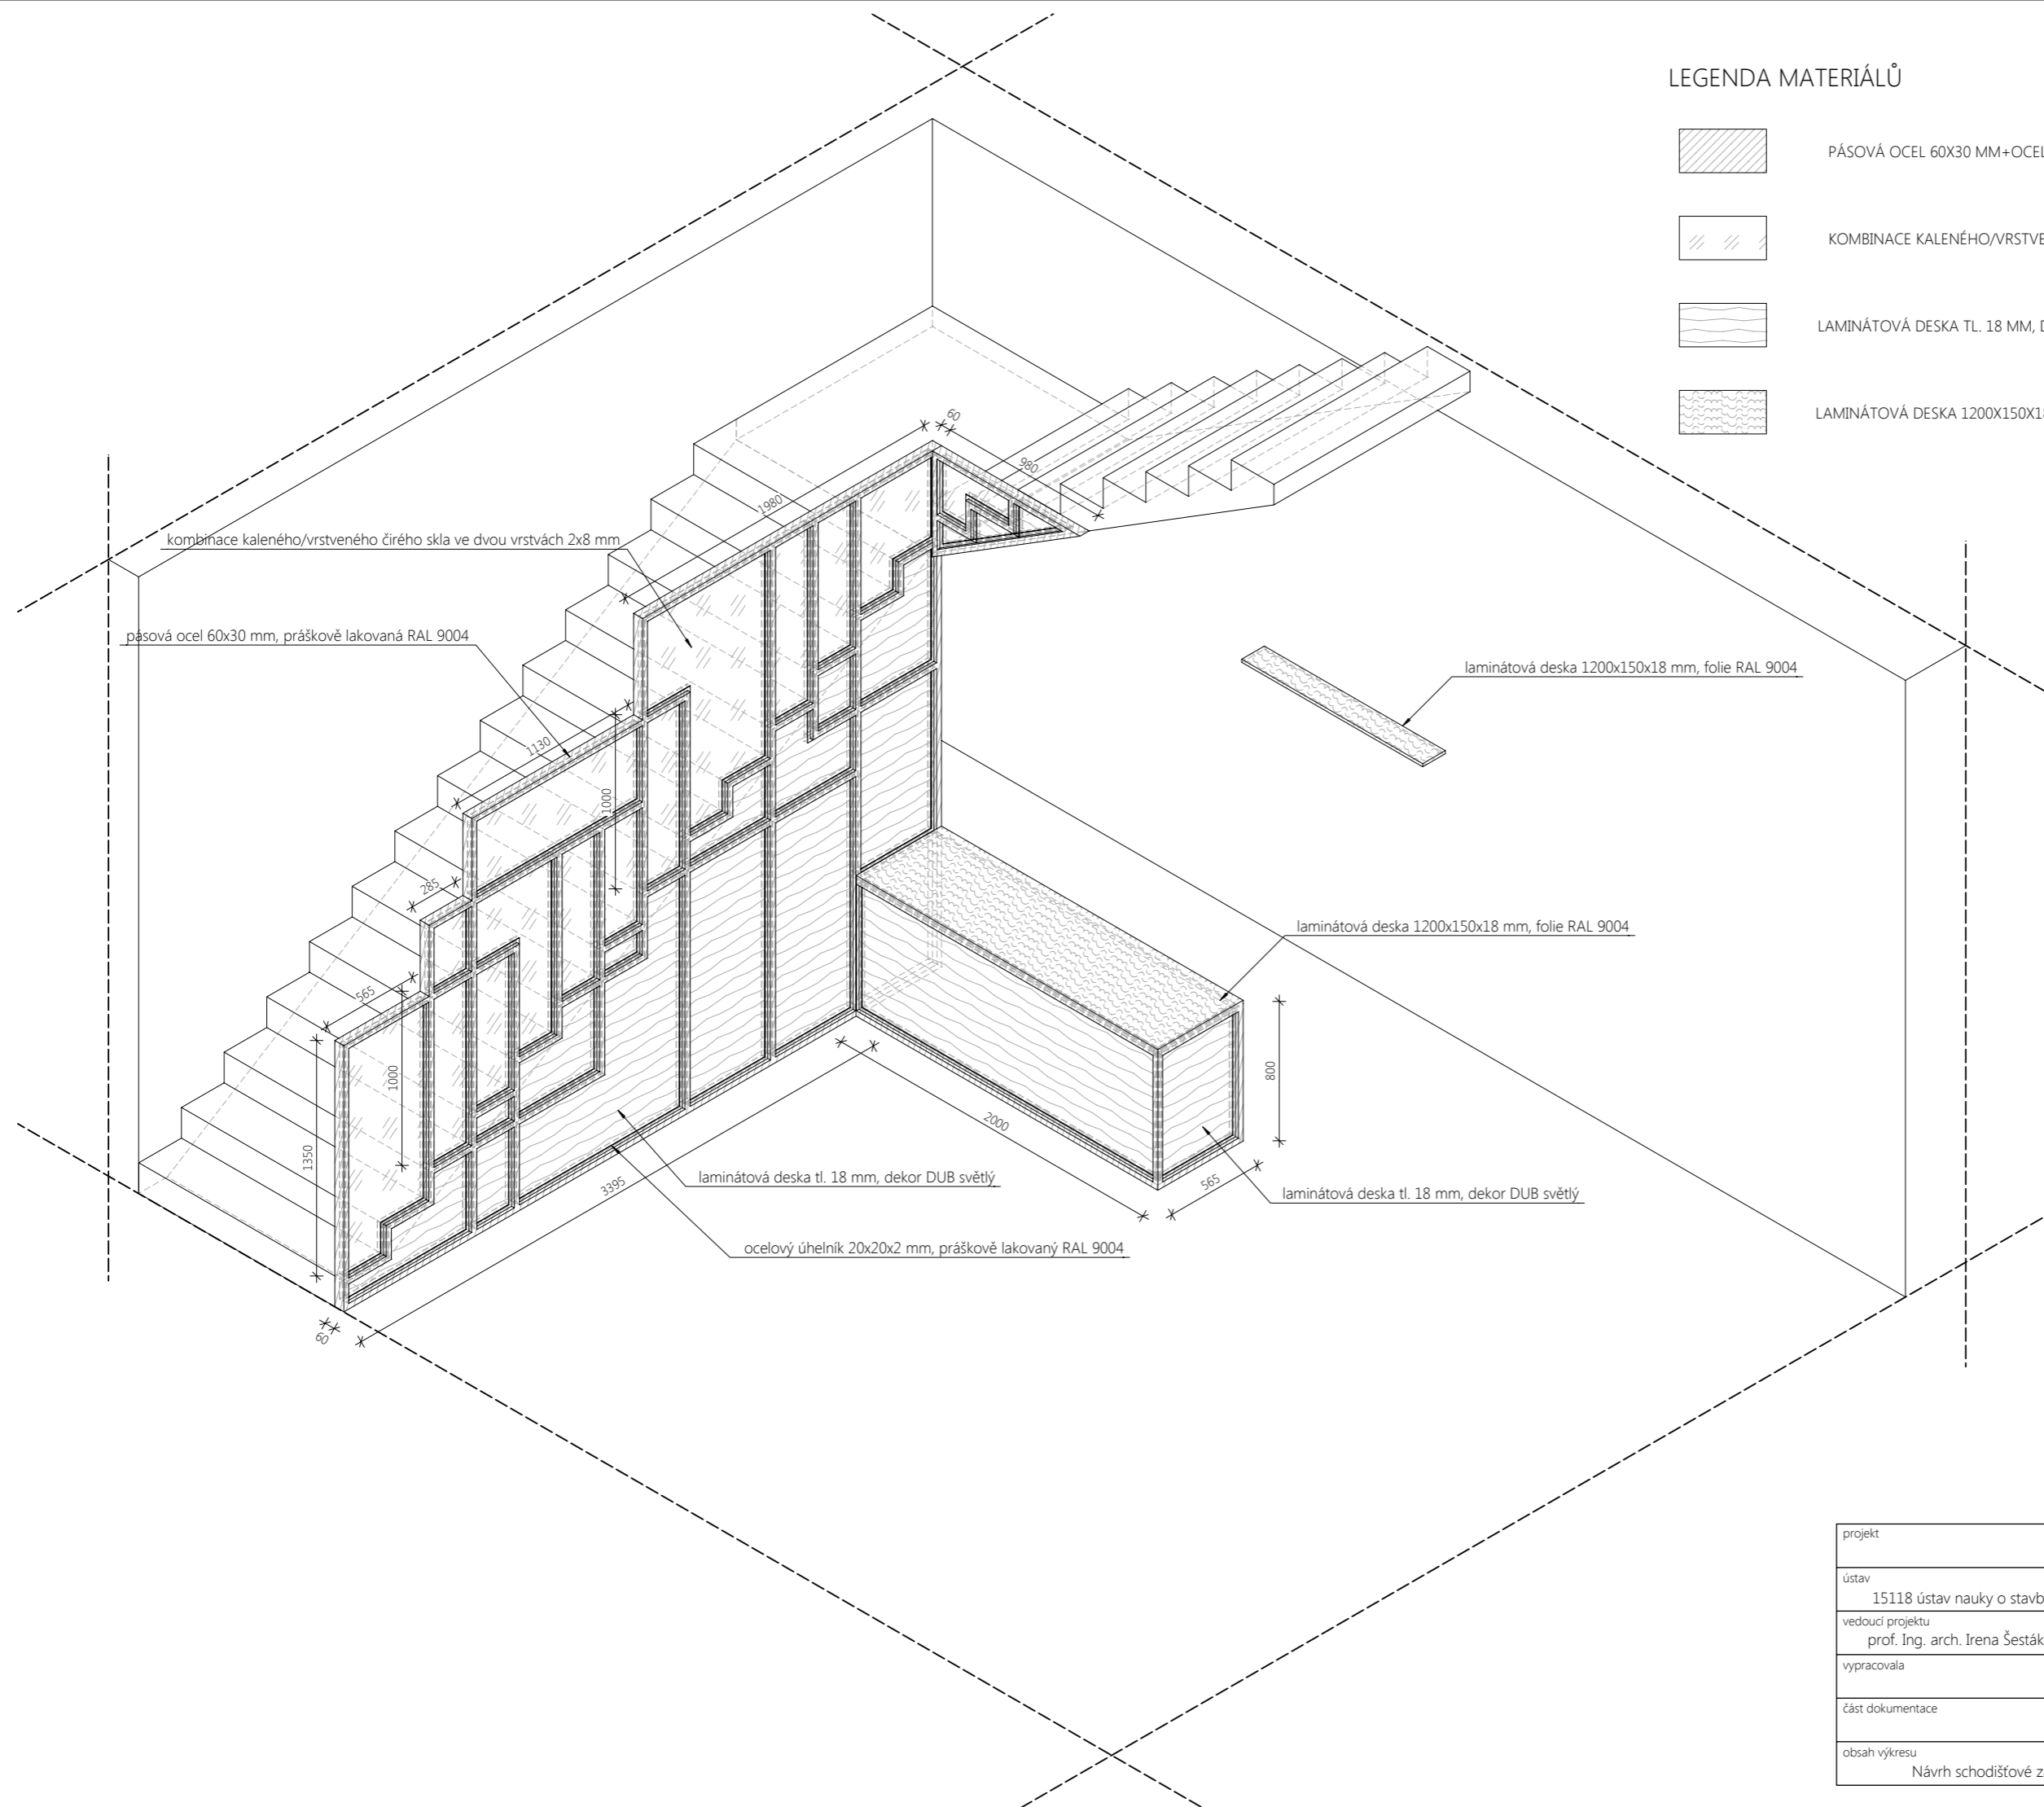 LEGENDA MATERIÁLŮ
PÁSOVÁ OCEL 60X30 MM+OCEL
KOMBINACE KALENÉHO/VRSTVE
LAMINÁTOVÁ DESKA TL. 18 MM,
LAMINÁTOVÁ DESKA 1200X150X18
60
980
1980
kombinace kaleného/vrstveného čirého skla ve dvou vrstvách 2x8 mm
pásová ocel 60x30 mm, práškově lakovaná RAL 9004
laminátová deska 1200x150x18 mm, folie RAL 9004
1130
1000
285
laminátová deska 1200x150x18 mm, folie RAL 9004
565
1000
800
1350
2000
laminátová deska tl. 18 mm, dekor DUB světlý
3395
565
laminátová deska tl. 18 mm, dekor DUB světlý
ocelový úhelník 20x20x2 mm, práškově lakovaný RAL 9004
60
projekt
ústav
15118 ústav nauky o stavb
vedoucí projektu
prof. Ing. arch. Irena Šesták
vypracovala
část dokumentace
obsah výkresu
Návrh schodišťové z